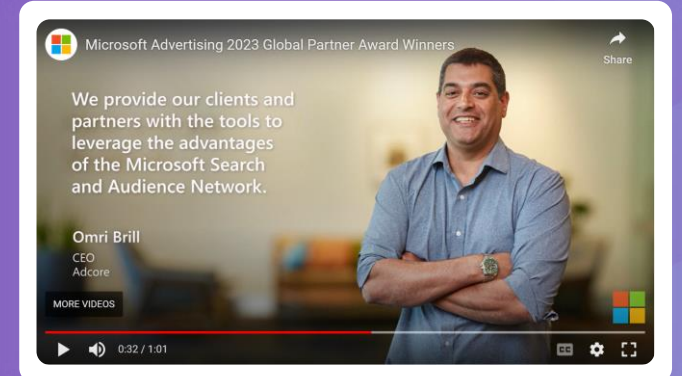 Microsoft Advertising 2023 Global Partner Award Winners
Share
We provide our clients and
partners with the tools to
leverage the advantages
of the Microsoft Search
and Audience Network.
Omri Brill
CEO
Adcore
MORE VIDEOS
0:32 / 1:01
CC